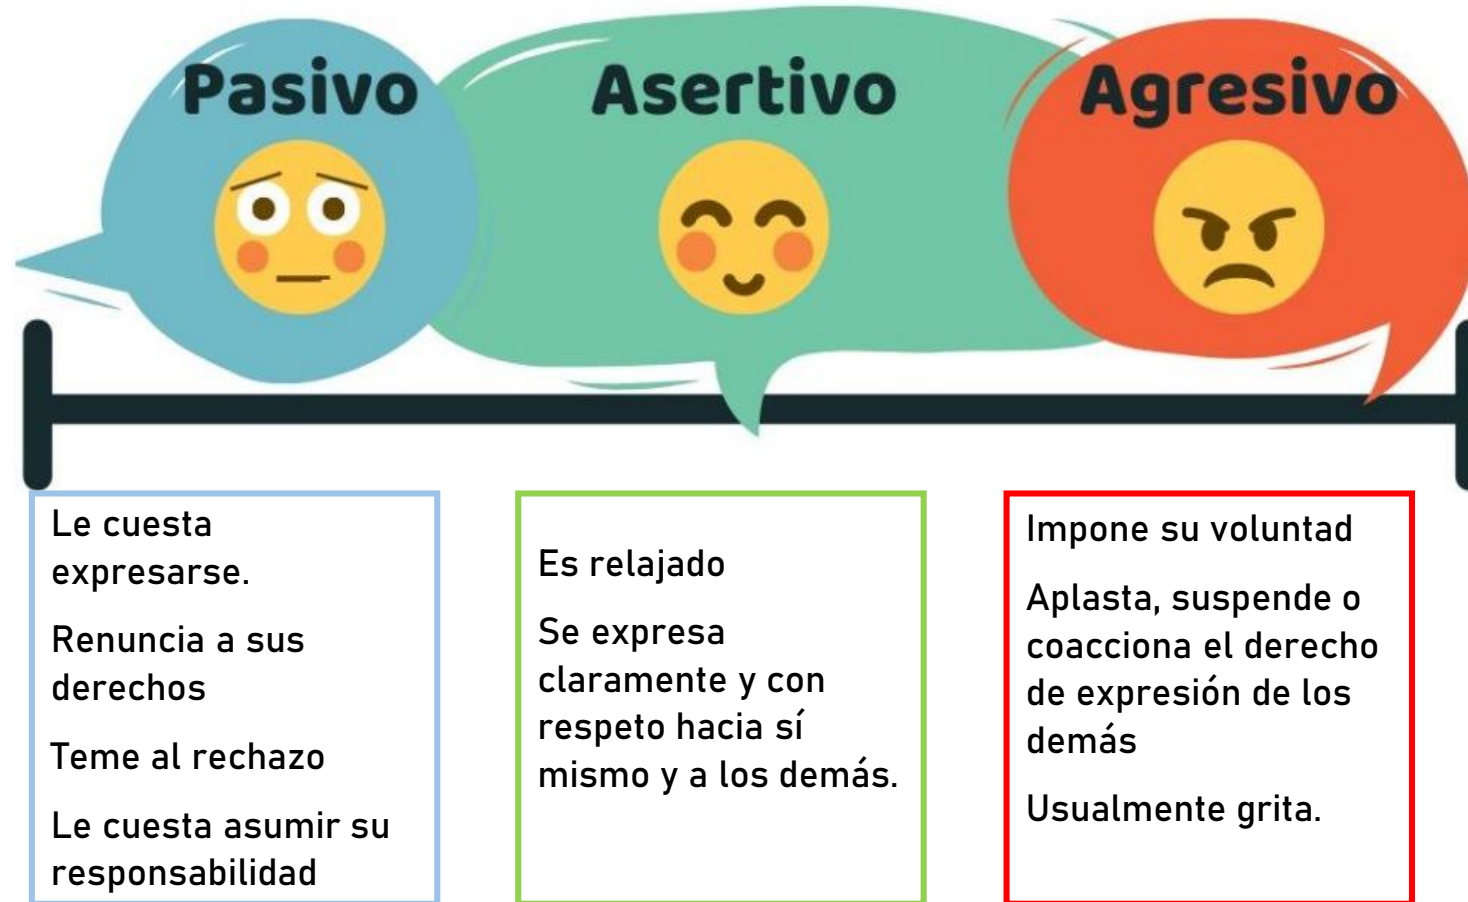 Pasivo
Asertivo
Agresivo
Le cuesta
expresarse.
Renuncia a sus
derechos
Teme al rechazo
Le cuesta asumir su
responsabilidad
Es relajado
Se expresa
claramente y con
respeto hacia sí
mismo y a los demás.
Impone su voluntad
Aplasta, suspende o
coacciona el derecho
de expresión de los
demás
Usualmente grita.